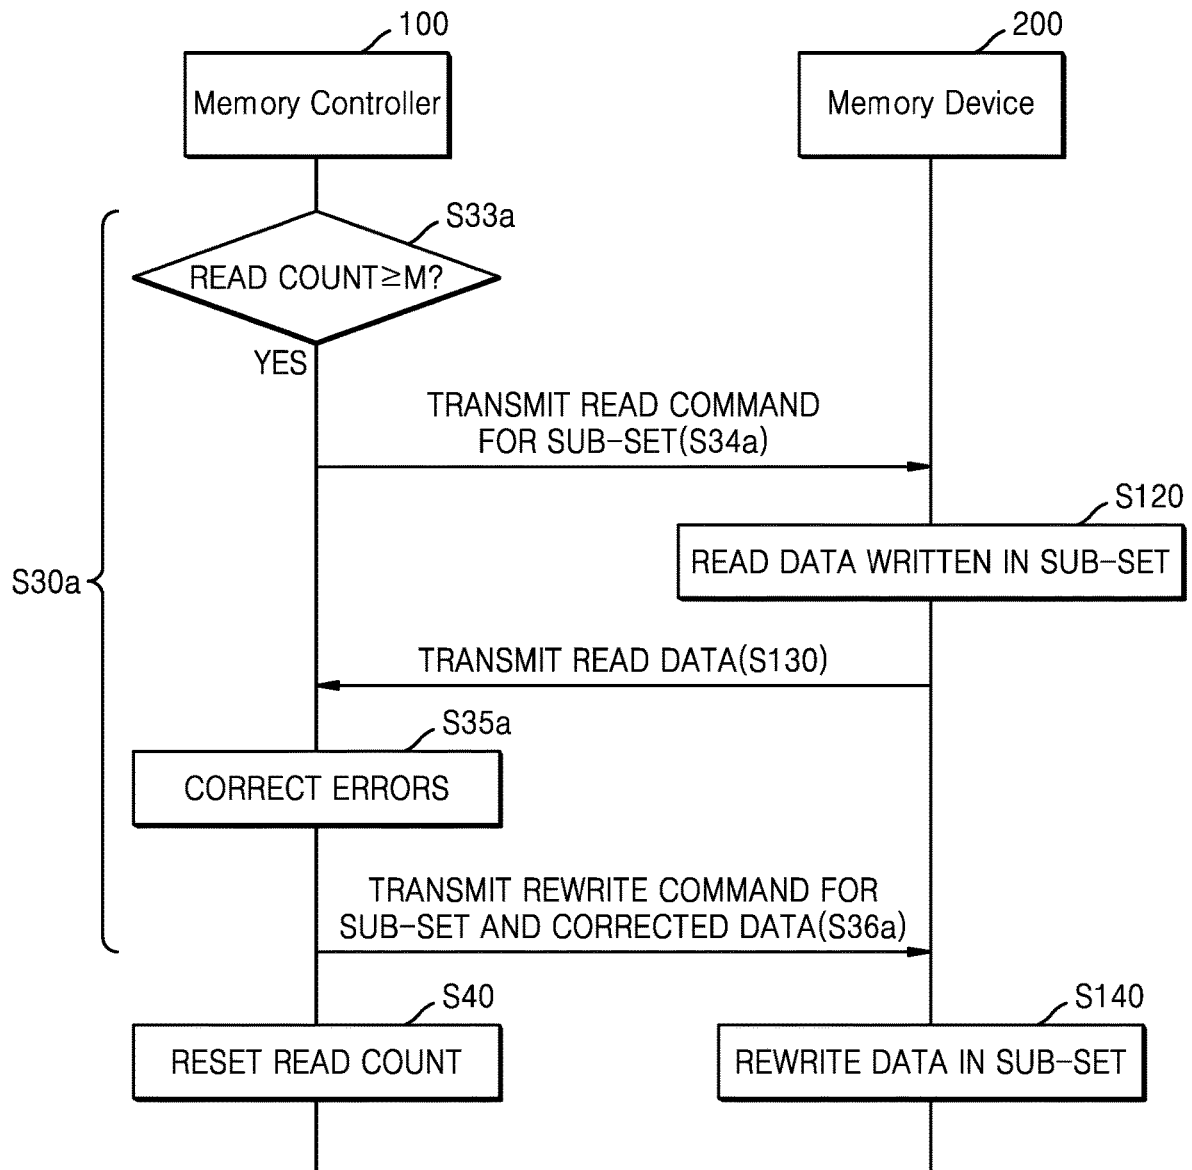 100
200
Memory Controller
Memory Device
S33a
READ COUNT≥M?
YES
TRANSMIT READ COMMAND
FOR SUB-SET(S34a)
S120
READ DATA WRITTEN IN SUB-SET
S30a
TRANSMIT READ DATA(S130)
S35a
CORRECT ERRORS
TRANSMIT REWRITE COMMAND FOR
SUB-SET AND CORRECTED DATA(S36a)
S40
S140
RESET READ COUNT
REWRITE DATA IN SUB-SET